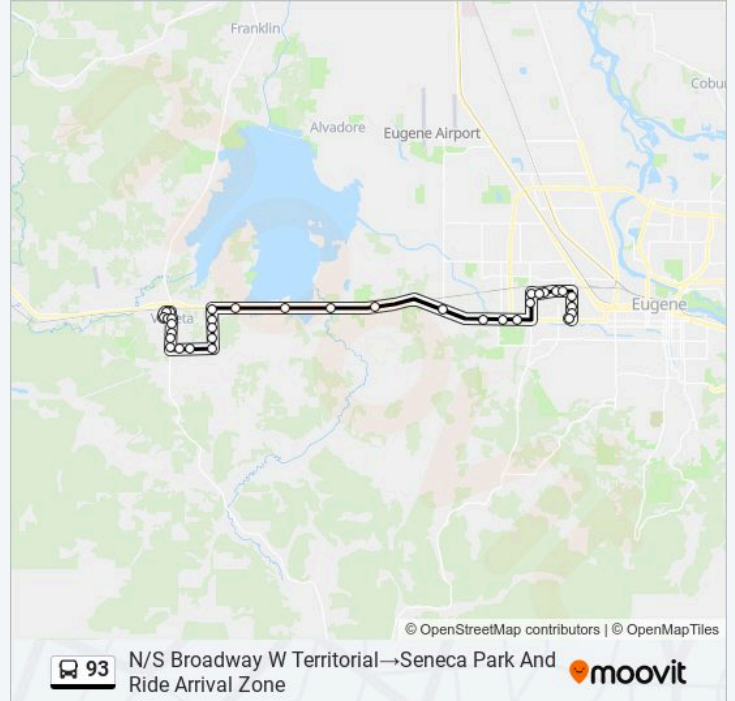 Franklin
Cobu
Alvadore
Eugene Airport
Eugene
© OpenStreetMap contributors | © OpenMapTiles
93
N/S Broadway W Territorial→Seneca Park And
Ride Arrival Zone
moovit